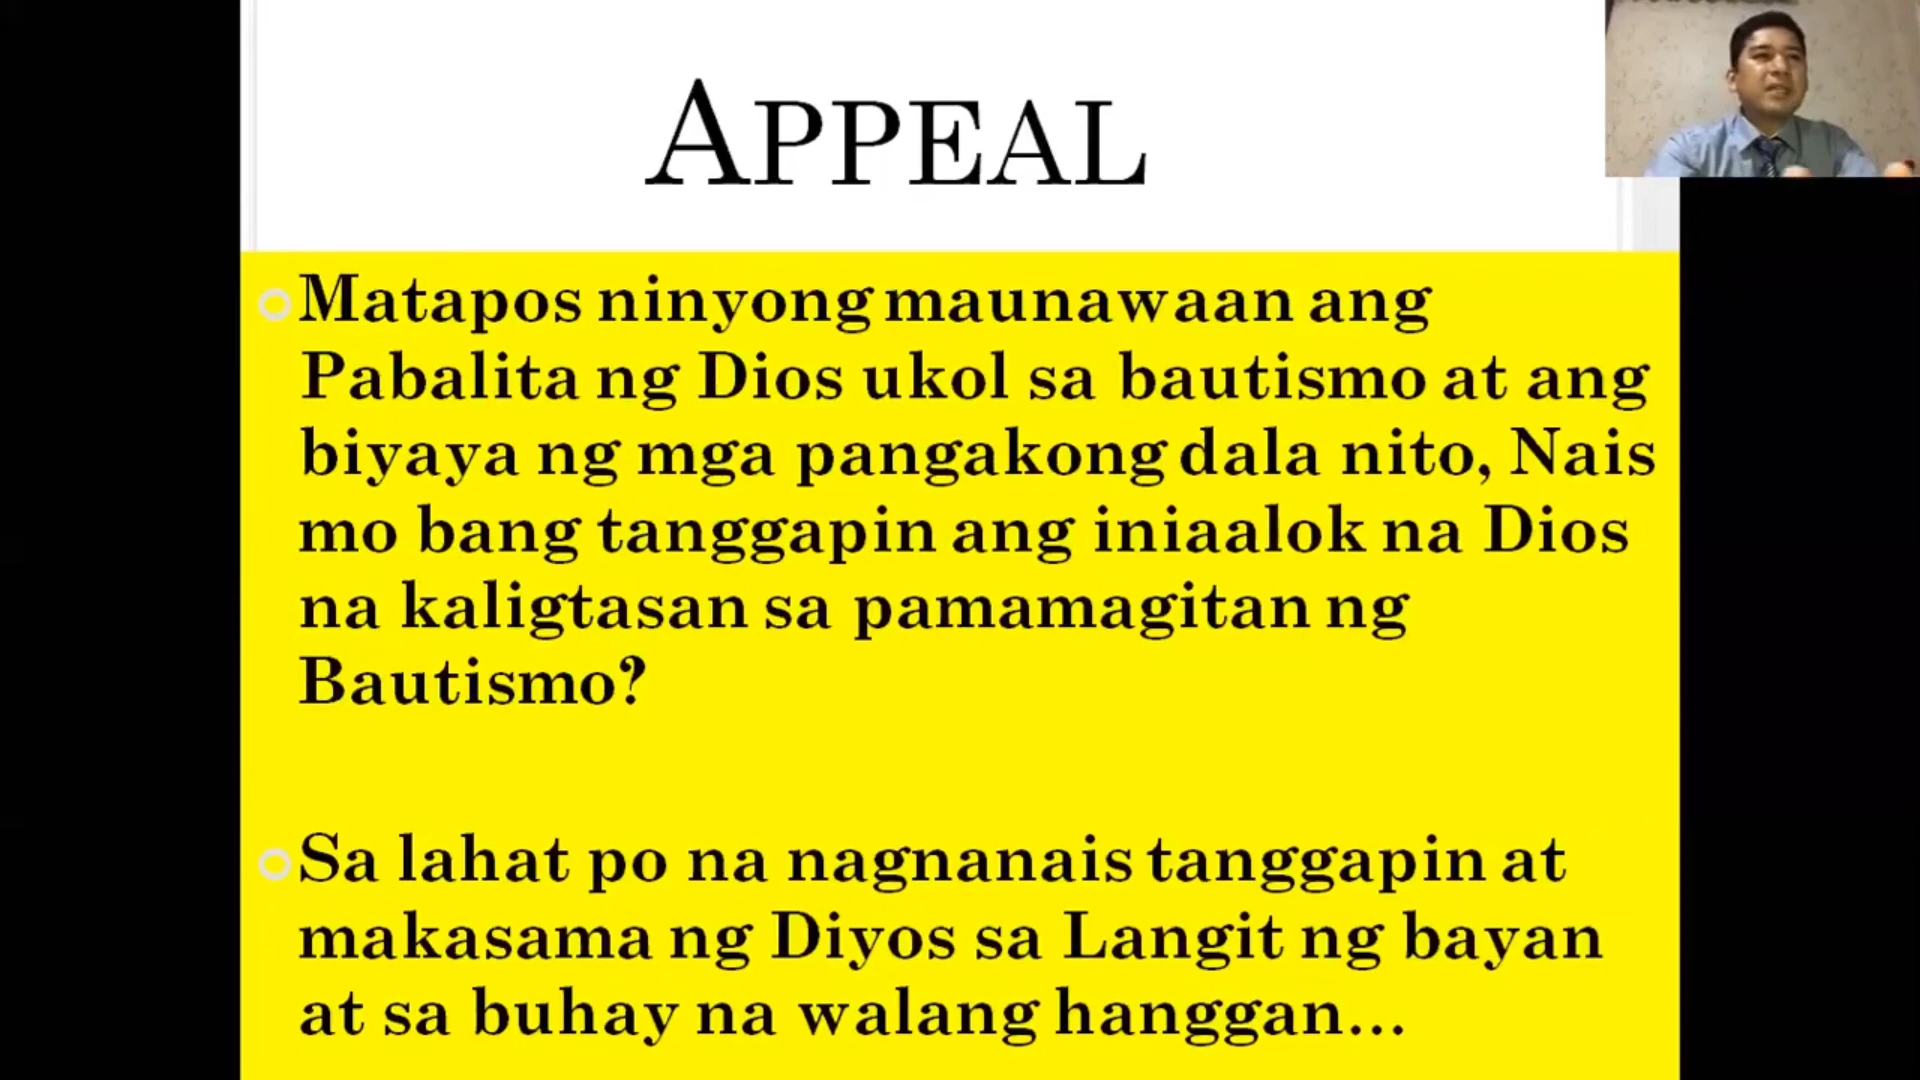 APPEAL
Matapos ninyong maunawaan ang
Pabalita ng Dios ukol sa bautismo at ang
biyaya ng mga pangakong dala nito, Nais
mo bang tanggapin ang iniaalok na Dios
na kaligtasan sa pamamagitan ng
Bautismo?
Sa lahat po na nagnanais tanggapin at
makasama ng Diyos sa Langit ng bayan
at sa buhay na walang hanggan...